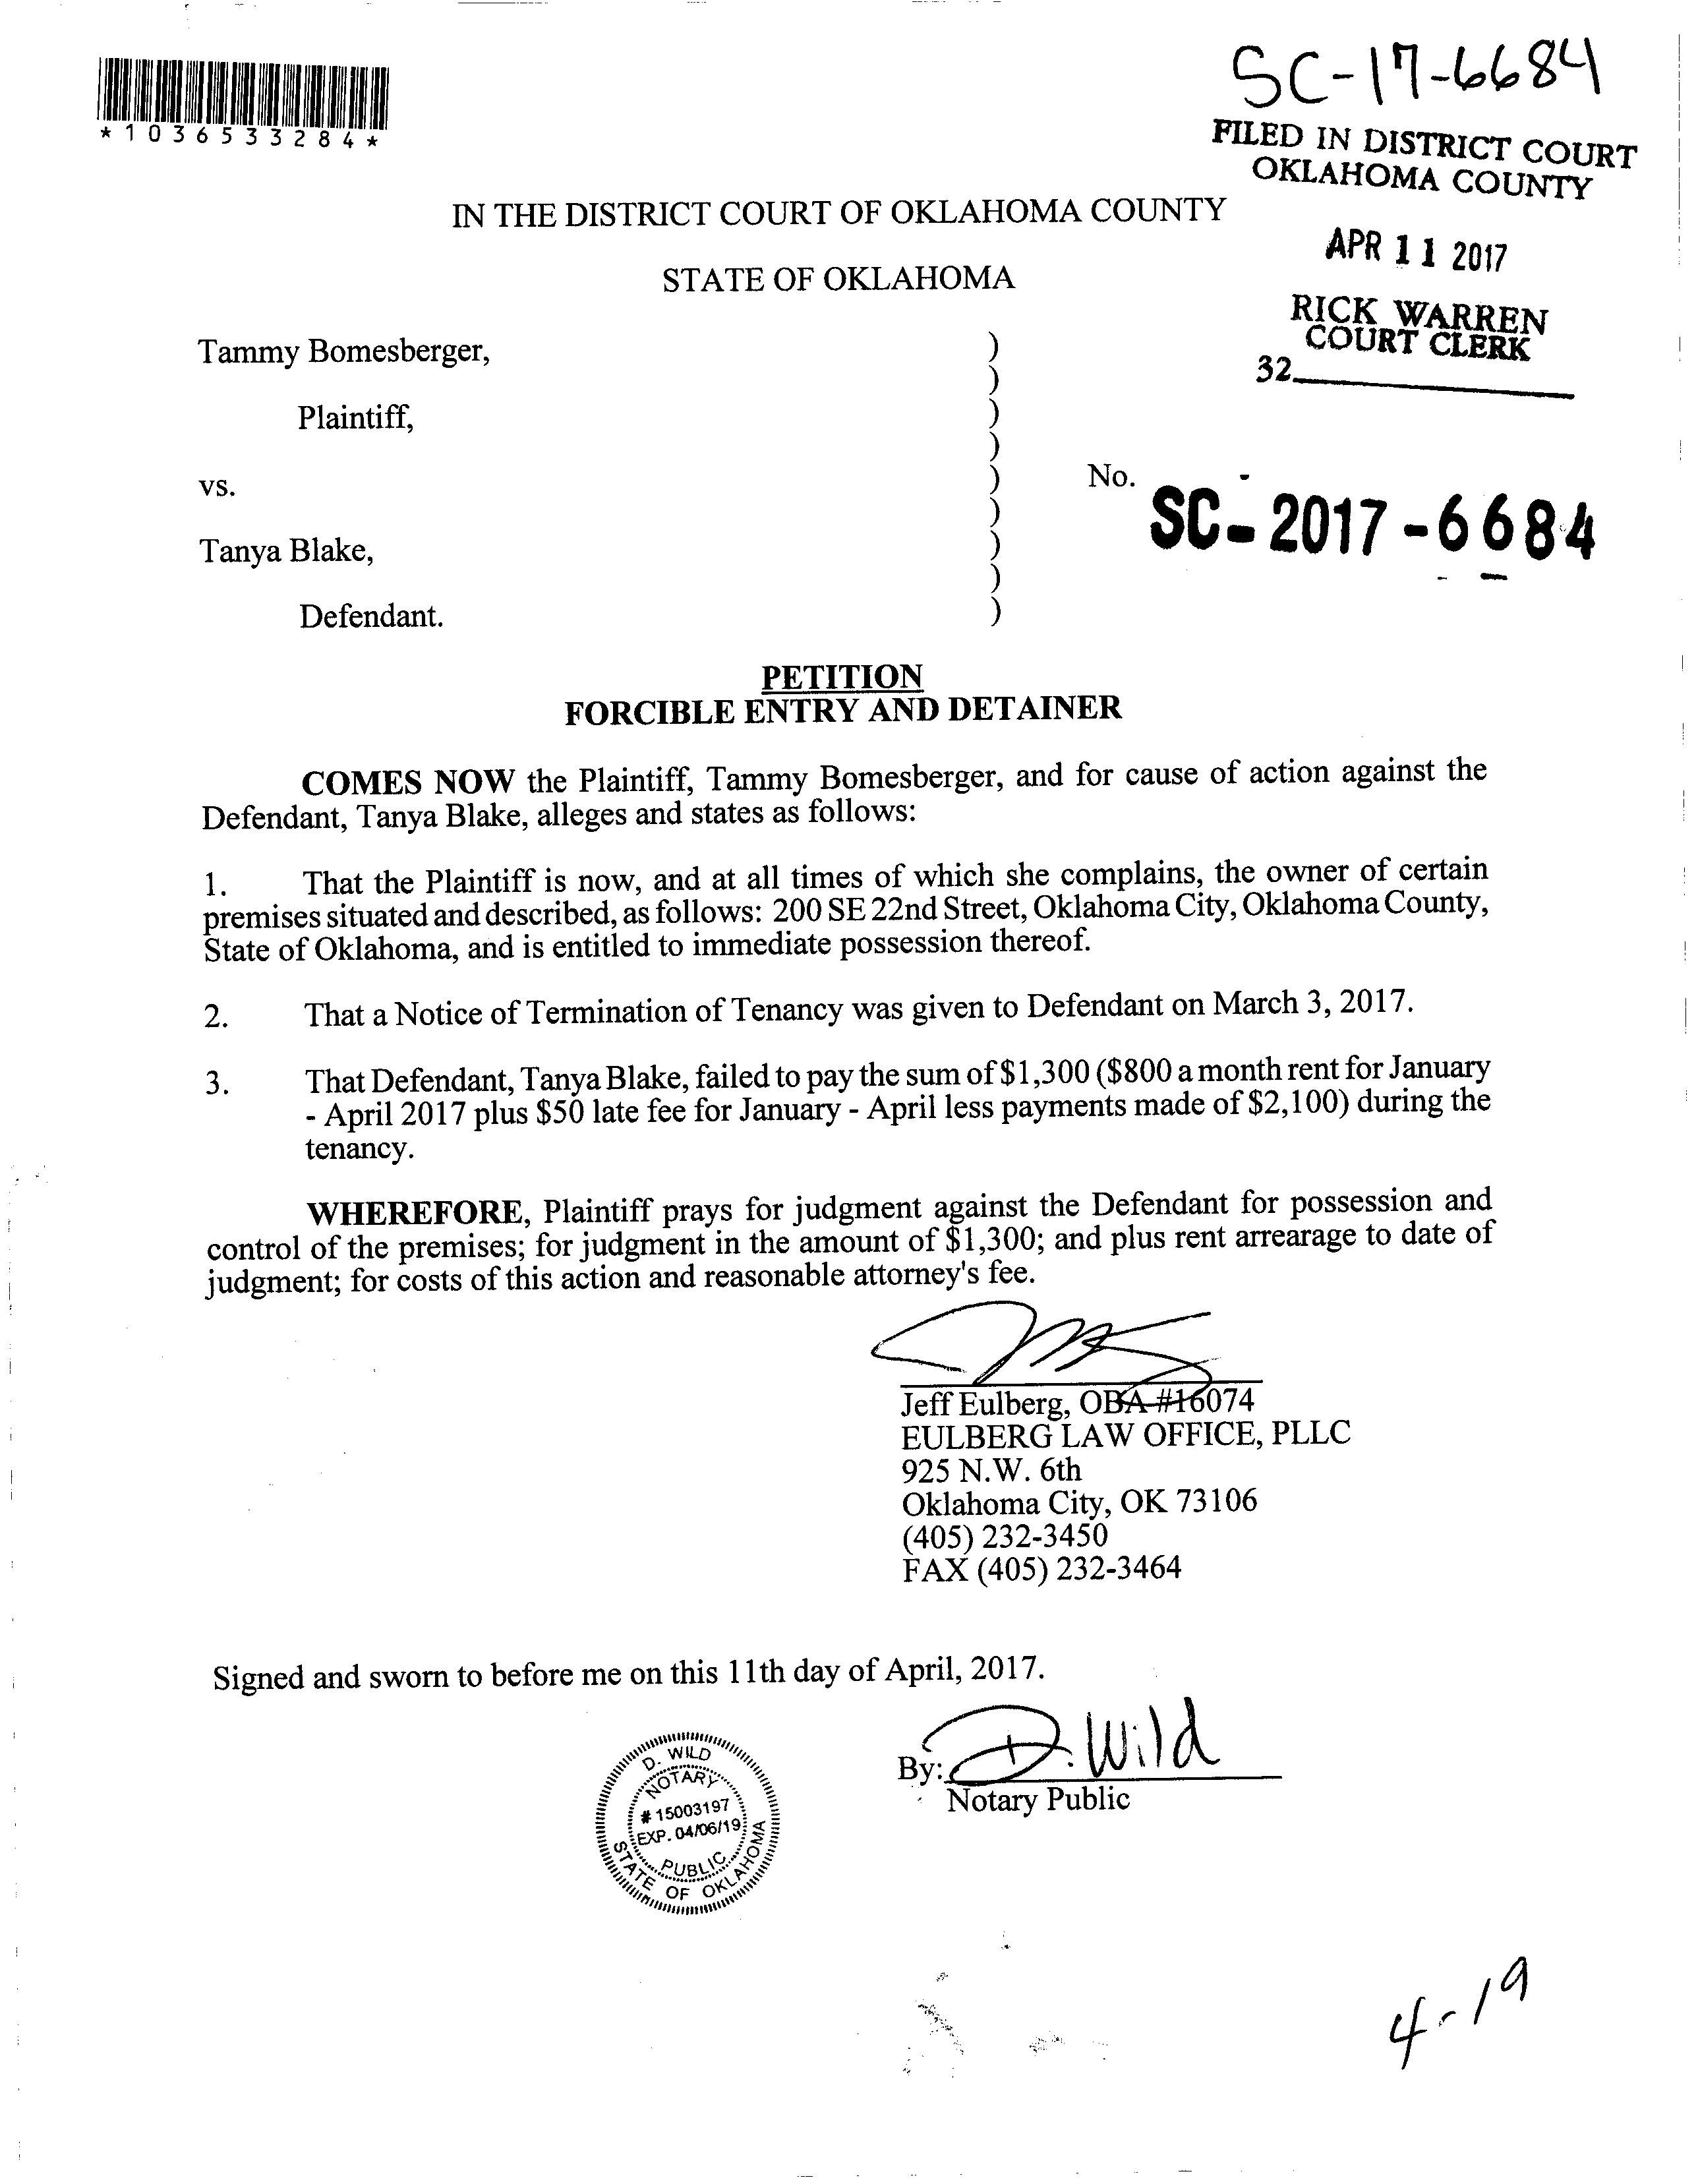 SC-17-6684
*1036533284*
FILED IN DISTRICT COURT
OKLAHOMA COUNTY
IN THE DISTRICT COURT OF OKLAHOMA COUNTY
APR 11 2017
STATE OF OKLAHOMA
RICK WARREN
COURT CLERK
32
Tammy Bomesberger,
)
)
Plaintiff,
)
)
vs.
)
No. SC-2017-6684
)
Tanya Blake,
)
)
Defendant.
)
PETITION
FORCIBLE ENTRY AND DETAINER
COMES NOW the Plaintiff, Tammy Bomesberger, and for cause of action against the
Defendant, Tanya Blake, alleges and states as follows:
1. That the Plaintiff is now, and at all times of which she complains, the owner of certain
premises situated and described, as follows: 200 SE 22nd Street, Oklahoma City, Oklahoma County,
State of Oklahoma, and is entitled to immediate possession thereof.
2. That a Notice of Termination of Tenancy was given to Defendant on March 3, 2017.
3. That Defendant, Tanya Blake, failed to pay the sum of $1,300 ($800 a month rent for January
- April 2017 plus $50 late fee for January - April less payments made of $2,100) during the
tenancy.
WHEREFORE, Plaintiff prays for judgment against the Defendant for possession and
control of the premises; for judgment in the amount of $1,300; and plus rent arrearage to date of
judgment; for costs of this action and reasonable attorney's fee.
Jeff Eulberg, OBA #16074
EULBERG LAW OFFICE, PLLC
925 N.W. 6th
Oklahoma City, OK 73106
(405) 232-3450
FAX (405) 232-3464
Signed and sworn to before me on this 11th day of April, 2017.
By: D. Wild
Notary Public
D. WILD
NOTARY
# 15003197
EXP. 04/06/19
PUBLIC
STATE OF OKLAHOMA
4-19